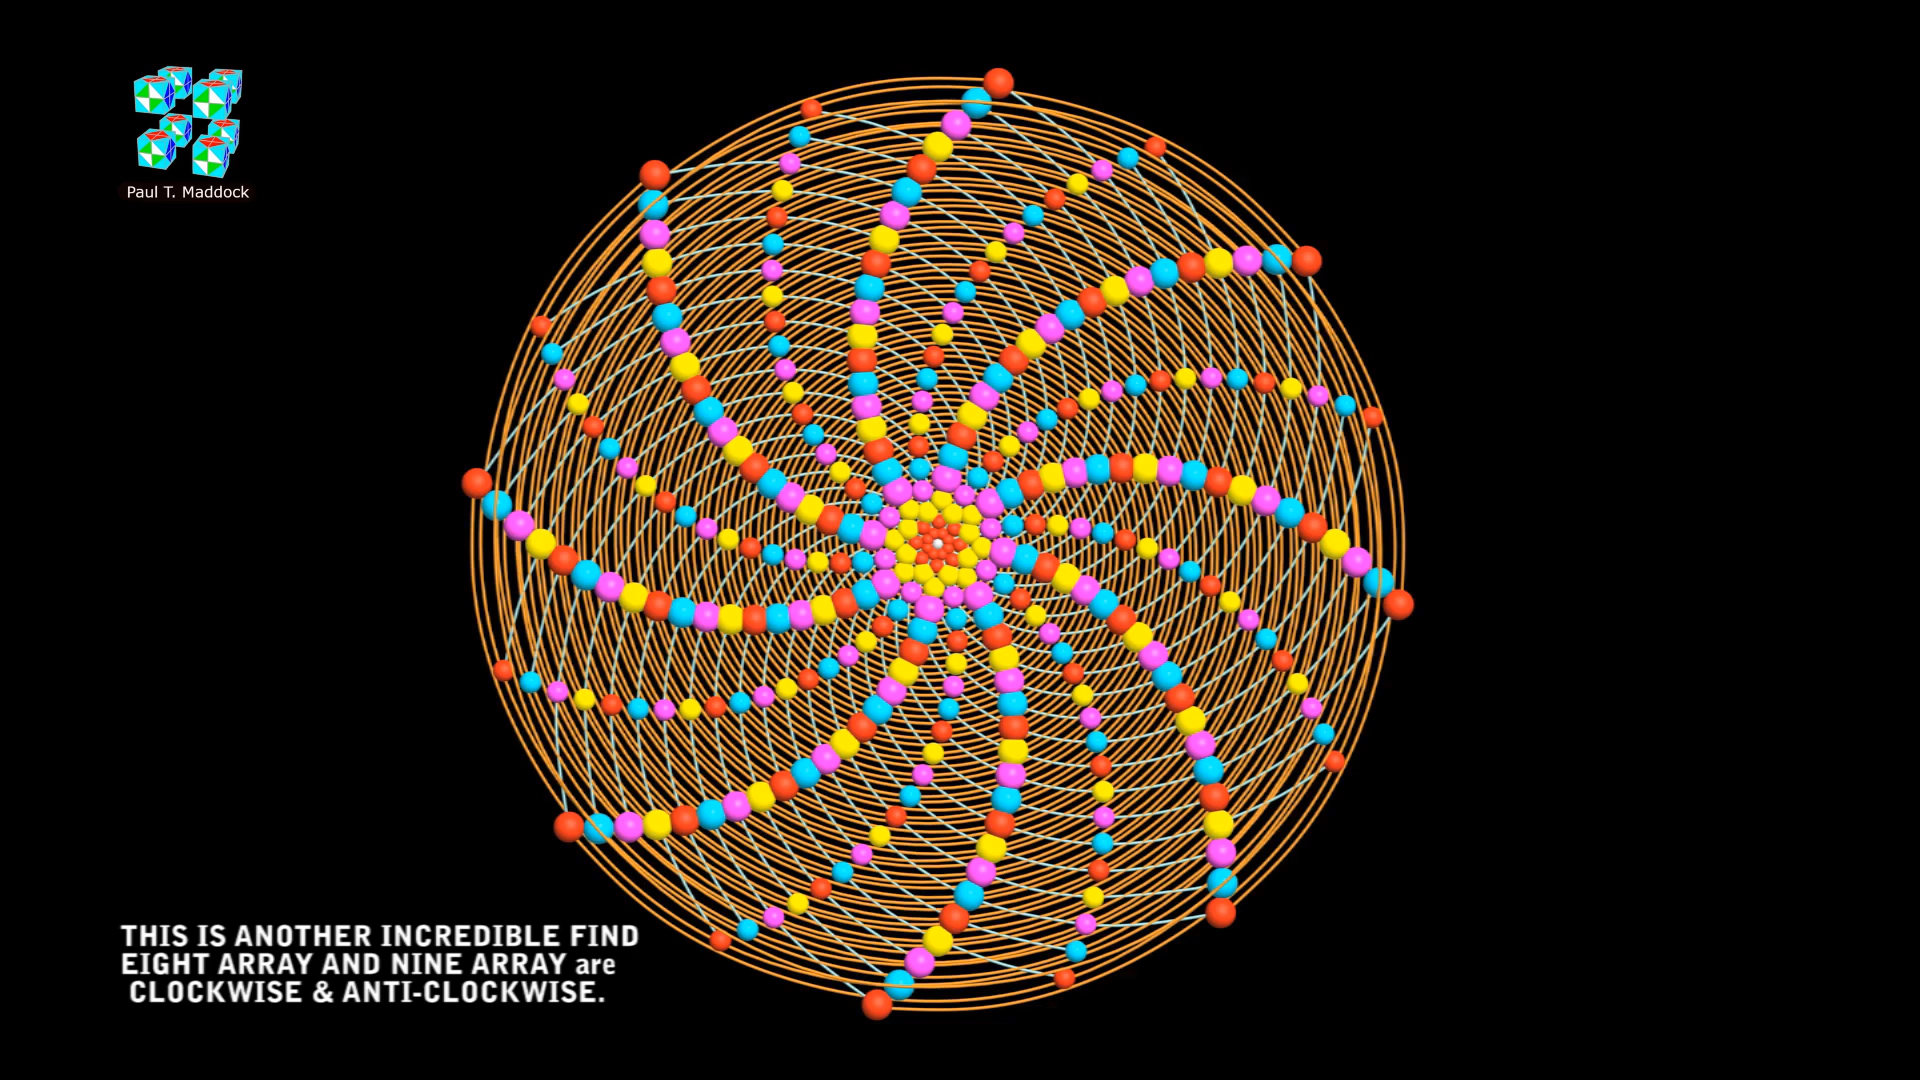 Paul T. Maddock
THIS IS ANOTHER INCREDIBLE FIND
EIGHT ARRAY AND NINE ARRAY are
CLOCKWISE & ANTI-CLOCKWISE.